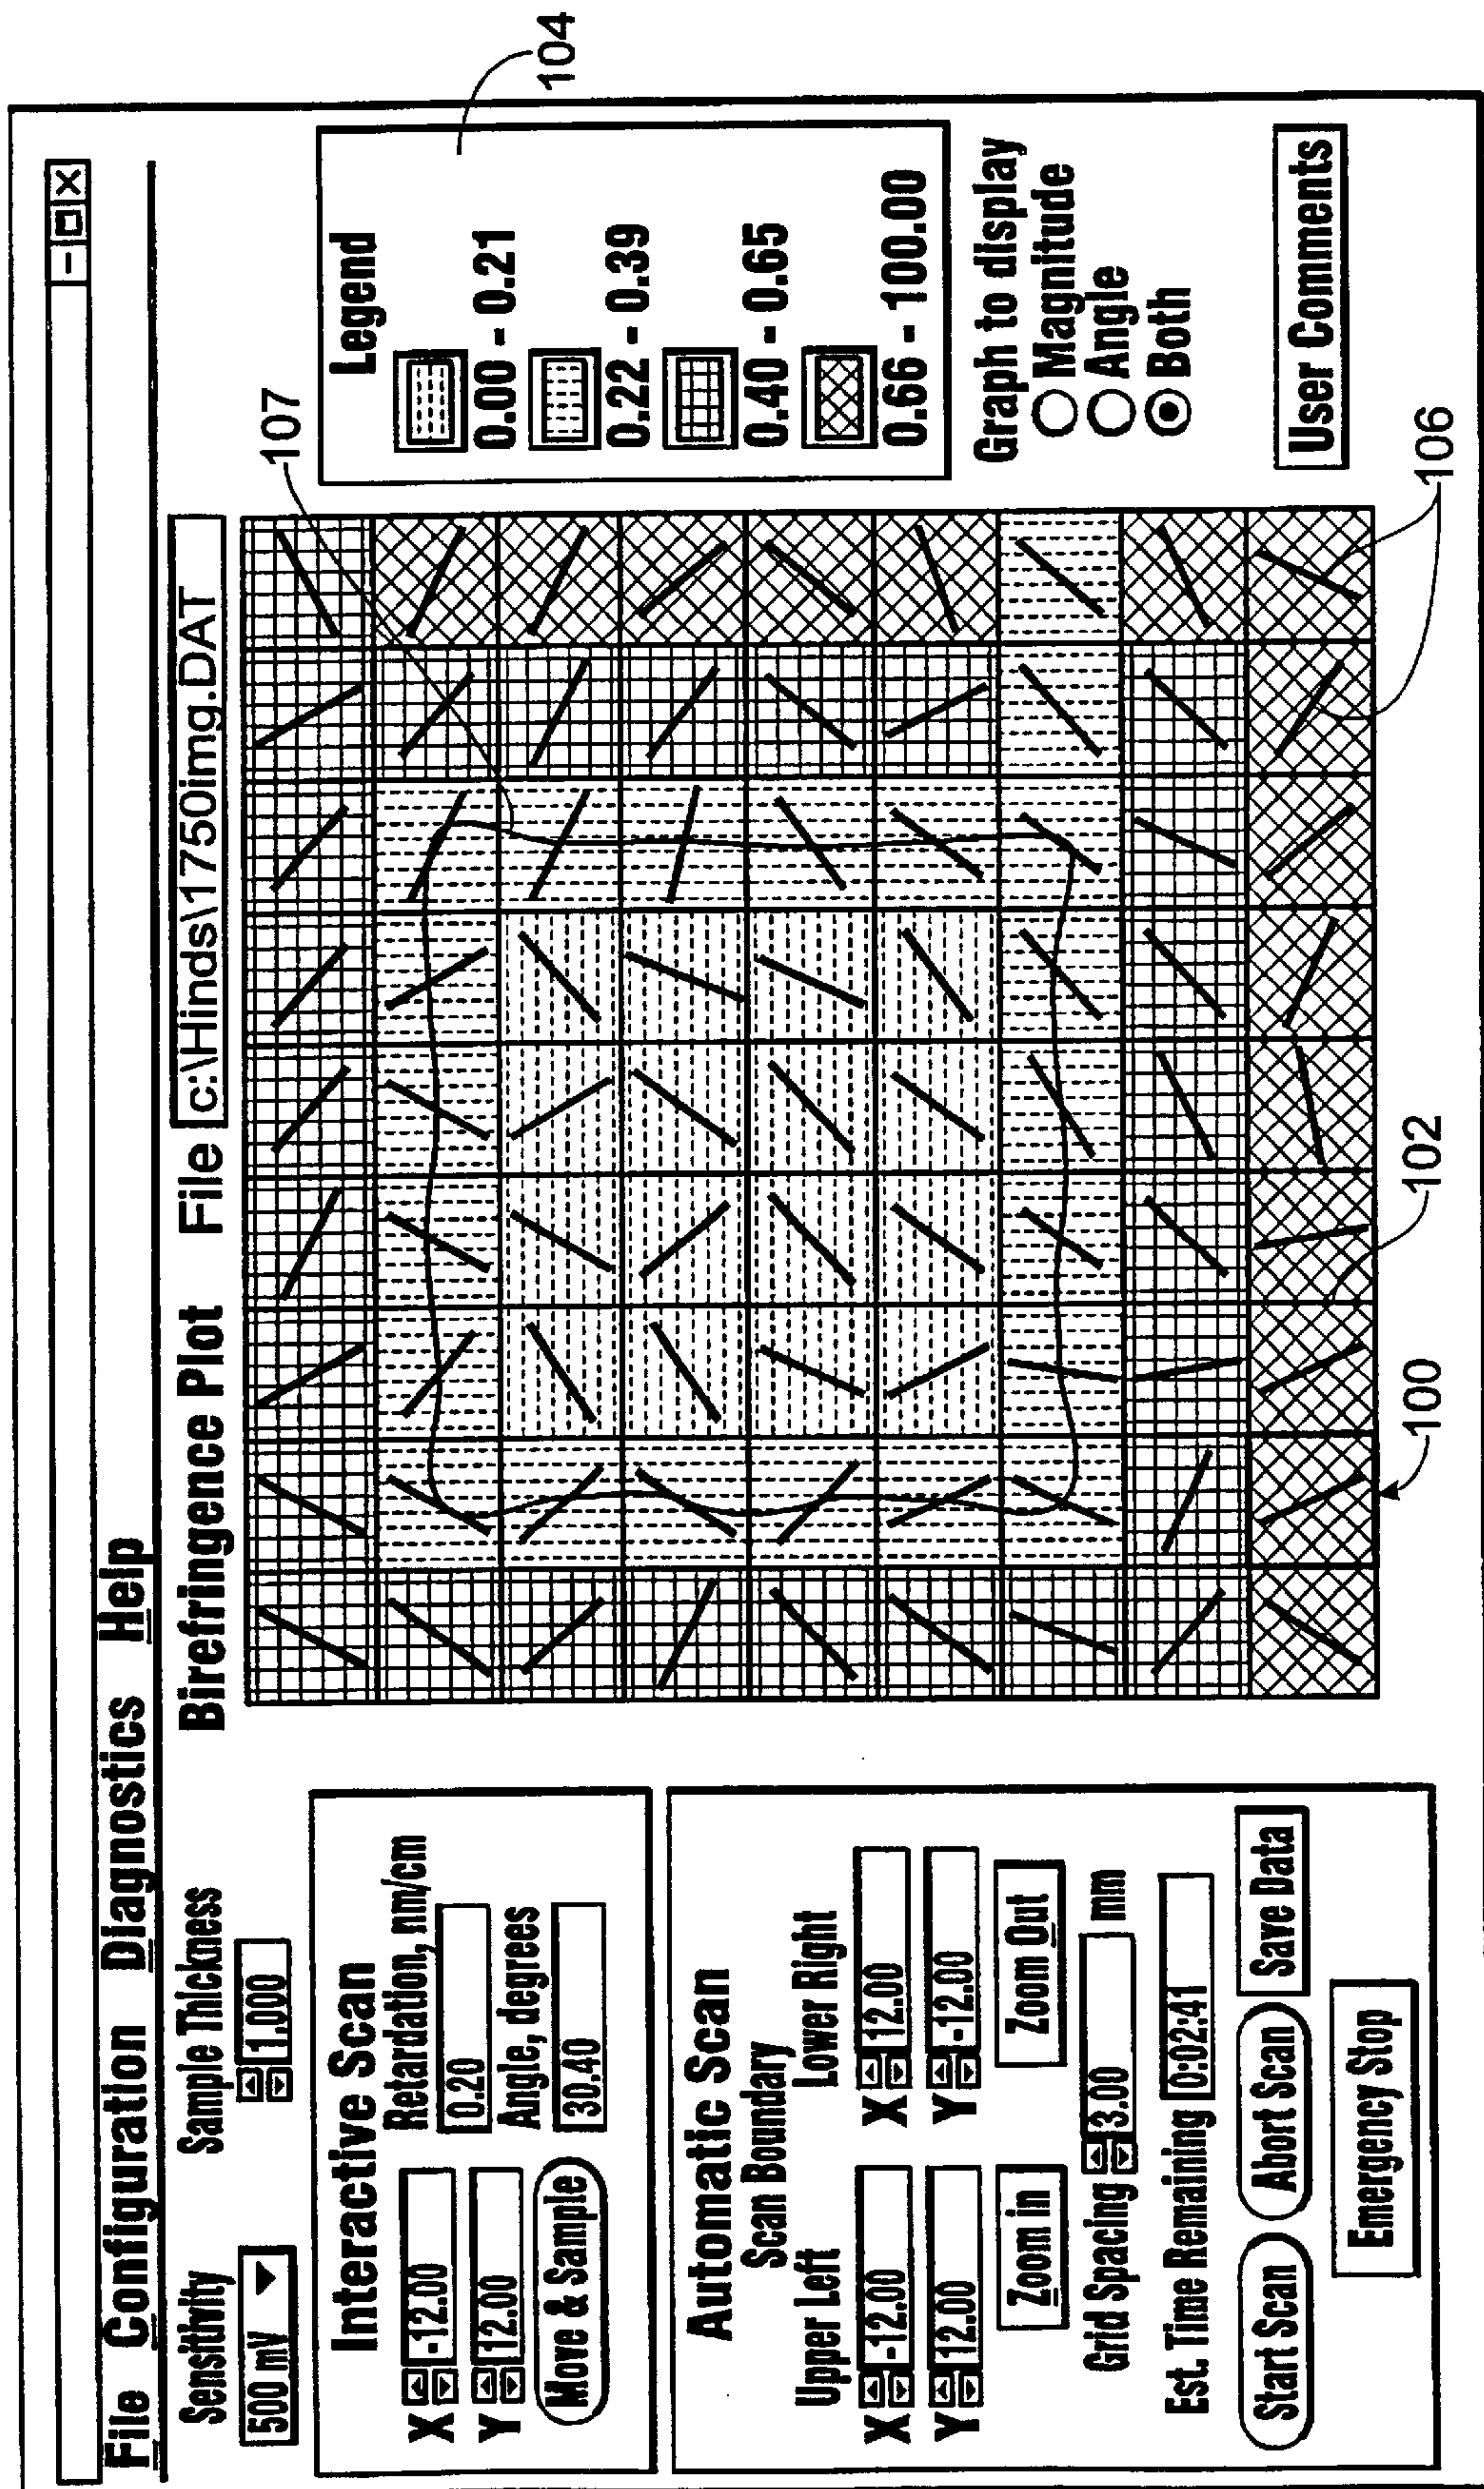 File Configuration Diagnostics Help
Sensitivity
500 mV
Sample Thickness
1.000
Interactive Scan
X -12.00
Y 12.00
Retardation, nm/cm
0.20
Angle, degrees
30.40
Move & Sample
Automatic Scan
Scan Boundary
Upper Left
Lower Right
X -12.00
X 12.00
Y 12.00
Y -12.00
Zoom in
Zoom Out
Grid Spacing 3.00 mm
Est. Time Remaining 0:02:41
Start Scan
Abort Scan
Save Data
Emergency Stop
Birefringence Plot File c:\Hinds\1750img.DAT
107
Legend
0.00 - 0.21
0.22 - 0.39
0.40 - 0.65
0.66 - 100.00
104
Graph to display
Magnitude
Angle
Both
User Comments
100
102
106